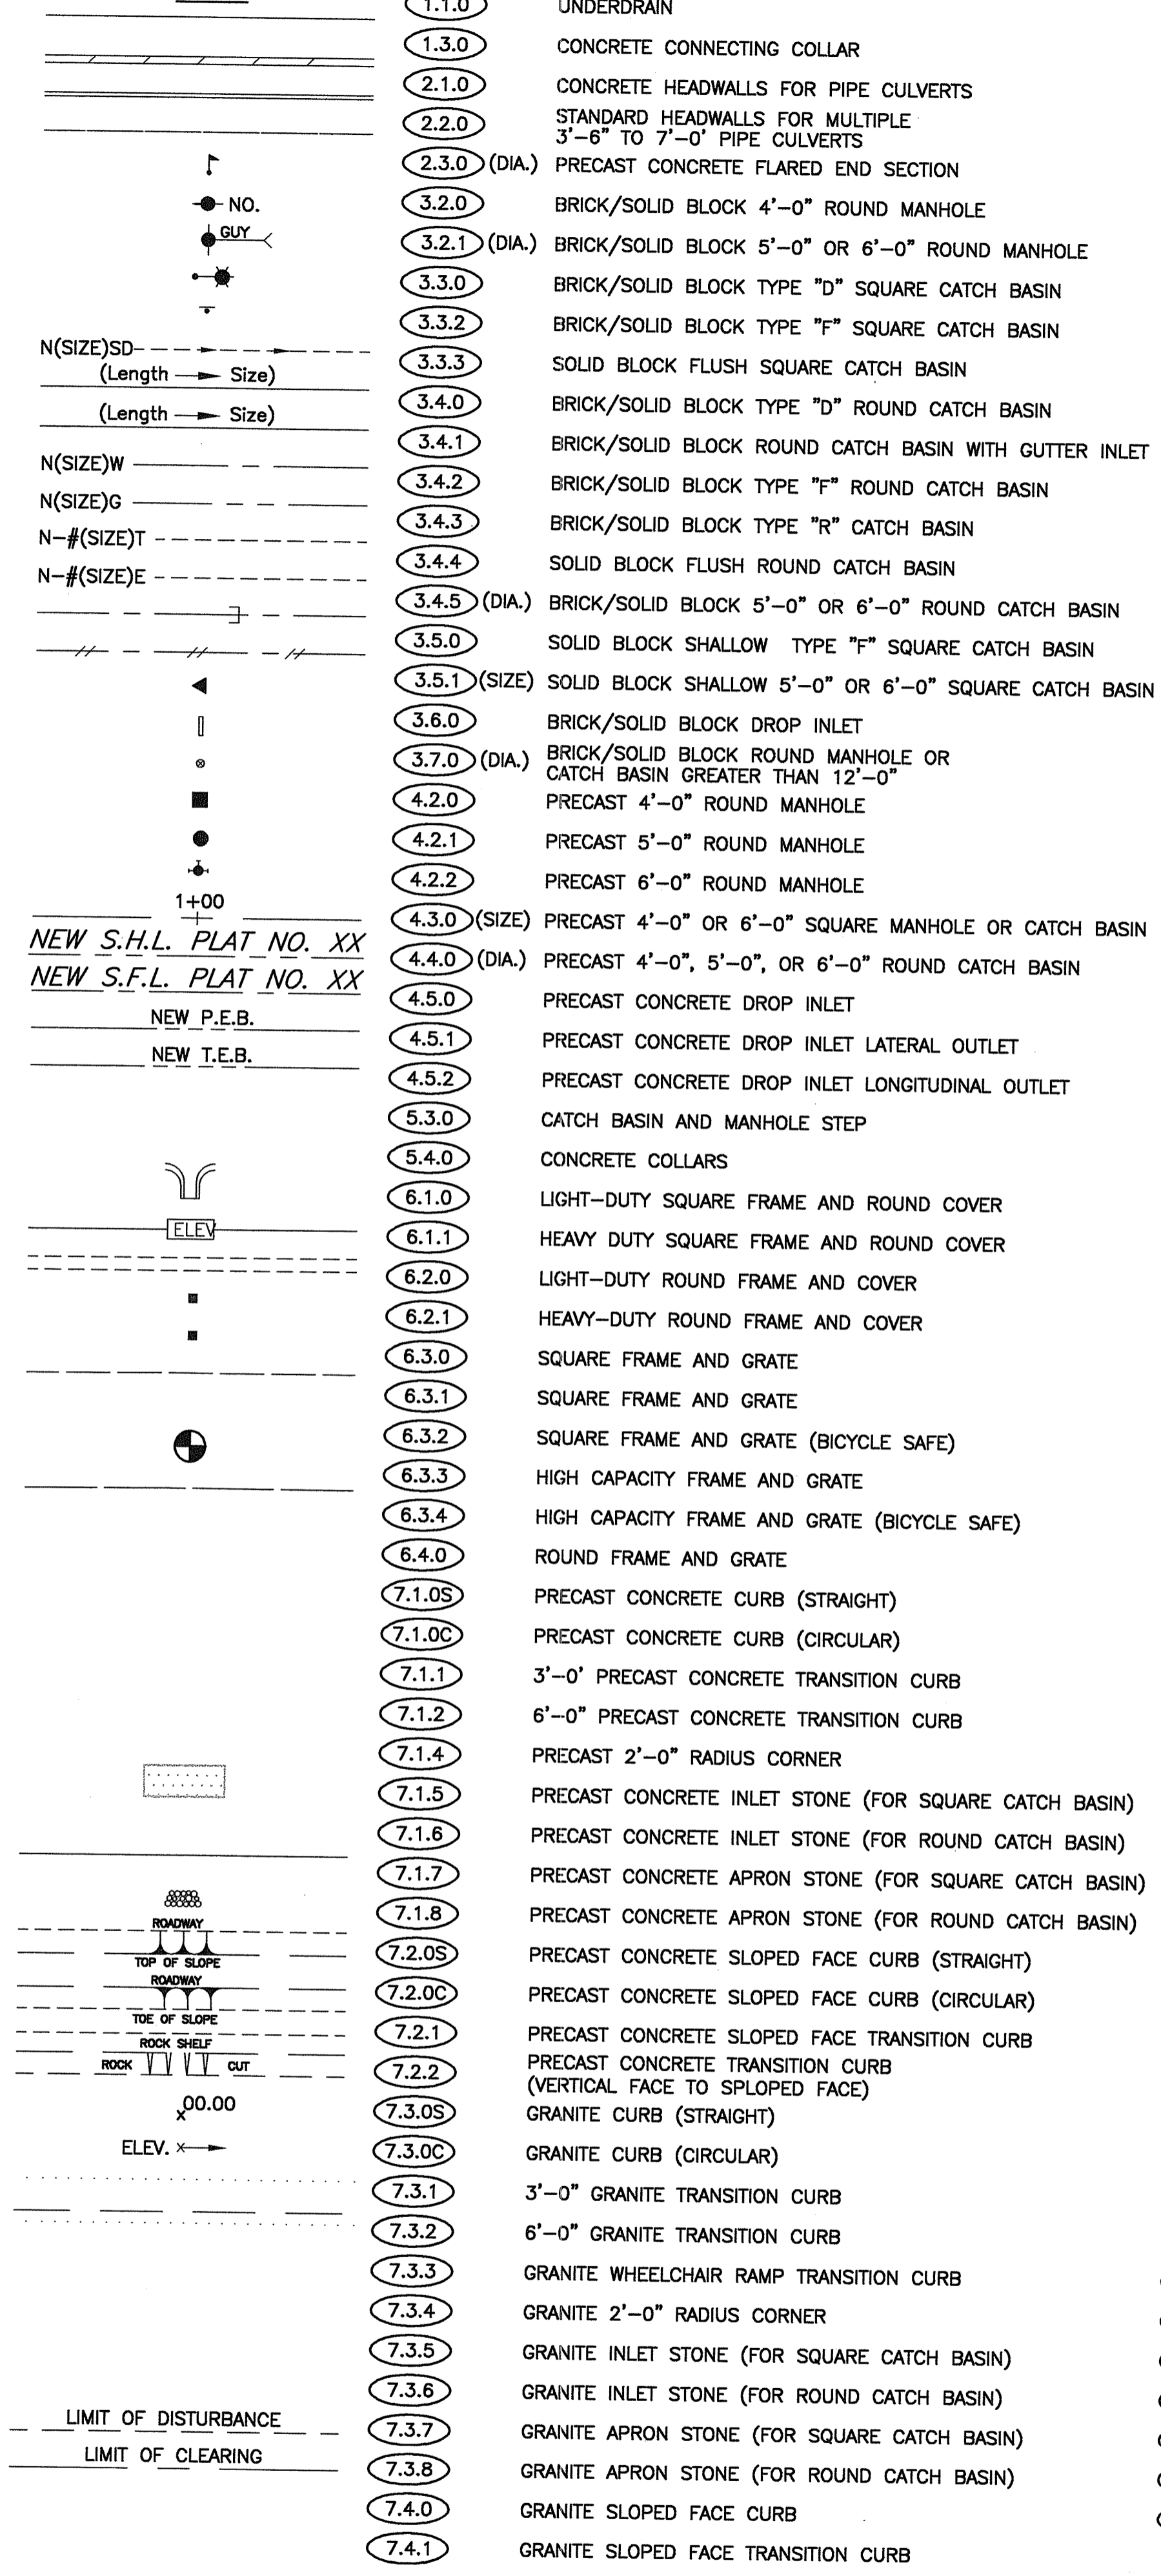 1.1.0 UNDERDRAIN
1.3.0 CONCRETE CONNECTING COLLAR
2.1.0 CONCRETE HEADWALLS FOR PIPE CULVERTS
2.2.0 STANDARD HEADWALLS FOR MULTIPLE
3'-6" TO 7'-0' PIPE CULVERTS
2.3.0 (DIA.) PRECAST CONCRETE FLARED END SECTION
NO. 3.2.0 BRICK/SOLID BLOCK 4'-0" ROUND MANHOLE
GUY 3.2.1 (DIA.) BRICK/SOLID BLOCK 5'-0" OR 6'-0" ROUND MANHOLE
3.3.0 BRICK/SOLID BLOCK TYPE "D" SQUARE CATCH BASIN
3.3.2 BRICK/SOLID BLOCK TYPE "F" SQUARE CATCH BASIN
N(SIZE)SD
(Length Size) 3.3.3 SOLID BLOCK FLUSH SQUARE CATCH BASIN
(Length Size) 3.4.0 BRICK/SOLID BLOCK TYPE "D" ROUND CATCH BASIN
3.4.1 BRICK/SOLID BLOCK ROUND CATCH BASIN WITH GUTTER INLET
N(SIZE)W 3.4.2 BRICK/SOLID BLOCK TYPE "F" ROUND CATCH BASIN
N(SIZE)G 3.4.3 BRICK/SOLID BLOCK TYPE "R" CATCH BASIN
N-#(SIZE)T 3.4.4 SOLID BLOCK FLUSH ROUND CATCH BASIN
N-#(SIZE)E 3.4.5 (DIA.) BRICK/SOLID BLOCK 5'-0" OR 6'-0" ROUND CATCH BASIN
3.5.0 SOLID BLOCK SHALLOW TYPE "F" SQUARE CATCH BASIN
3.5.1 (SIZE) SOLID BLOCK SHALLOW 5'-0" OR 6'-0" SQUARE CATCH BASIN
3.6.0 BRICK/SOLID BLOCK DROP INLET
3.7.0 (DIA.) BRICK/SOLID BLOCK ROUND MANHOLE OR
CATCH BASIN GREATER THAN 12'-0"
4.2.0 PRECAST 4'-0" ROUND MANHOLE
4.2.1 PRECAST 5'-0" ROUND MANHOLE
4.2.2 PRECAST 6'-0" ROUND MANHOLE
1+00 4.3.0 (SIZE) PRECAST 4'-0" OR 6'-0" SQUARE MANHOLE OR CATCH BASIN
NEW S.H.L. PLAT NO. XX 4.4.0 (DIA.) PRECAST 4'-0", 5'-0", OR 6'-0" ROUND CATCH BASIN
NEW S.F.L. PLAT NO. XX 4.5.0 PRECAST CONCRETE DROP INLET
NEW P.E.B. 4.5.1 PRECAST CONCRETE DROP INLET LATERAL OUTLET
NEW T.E.B. 4.5.2 PRECAST CONCRETE DROP INLET LONGITUDINAL OUTLET
5.3.0 CATCH BASIN AND MANHOLE STEP
5.4.0 CONCRETE COLLARS
6.1.0 LIGHT-DUTY SQUARE FRAME AND ROUND COVER
ELEV 6.1.1 HEAVY DUTY SQUARE FRAME AND ROUND COVER
6.2.0 LIGHT-DUTY ROUND FRAME AND COVER
6.2.1 HEAVY-DUTY ROUND FRAME AND COVER
6.3.0 SQUARE FRAME AND GRATE
6.3.1 SQUARE FRAME AND GRATE
6.3.2 SQUARE FRAME AND GRATE (BICYCLE SAFE)
6.3.3 HIGH CAPACITY FRAME AND GRATE
6.3.4 HIGH CAPACITY FRAME AND GRATE (BICYCLE SAFE)
6.4.0 ROUND FRAME AND GRATE
7.1.0S PRECAST CONCRETE CURB (STRAIGHT)
7.1.0C PRECAST CONCRETE CURB (CIRCULAR)
7.1.1 3'-0' PRECAST CONCRETE TRANSITION CURB
7.1.2 6'-0" PRECAST CONCRETE TRANSITION CURB
7.1.4 PRECAST 2'-0" RADIUS CORNER
7.1.5 PRECAST CONCRETE INLET STONE (FOR SQUARE CATCH BASIN)
7.1.6 PRECAST CONCRETE INLET STONE (FOR ROUND CATCH BASIN)
7.1.7 PRECAST CONCRETE APRON STONE (FOR SQUARE CATCH BASIN)
ROADWAY 7.1.8 PRECAST CONCRETE APRON STONE (FOR ROUND CATCH BASIN)
TOP OF SLOPE 7.2.0S PRECAST CONCRETE SLOPED FACE CURB (STRAIGHT)
ROADWAY
TOE OF SLOPE 7.2.0C PRECAST CONCRETE SLOPED FACE CURB (CIRCULAR)
ROCK SHELF 7.2.1 PRECAST CONCRETE SLOPED FACE TRANSITION CURB
ROCK CUT 7.2.2 PRECAST CONCRETE TRANSITION CURB
(VERTICAL FACE TO SPLOPED FACE)
x00.00 7.3.0S GRANITE CURB (STRAIGHT)
ELEV. x 7.3.0C GRANITE CURB (CIRCULAR)
7.3.1 3'-0" GRANITE TRANSITION CURB
7.3.2 6'-0" GRANITE TRANSITION CURB
7.3.3 GRANITE WHEELCHAIR RAMP TRANSITION CURB
7.3.4 GRANITE 2'-0" RADIUS CORNER
7.3.5 GRANITE INLET STONE (FOR SQUARE CATCH BASIN)
7.3.6 GRANITE INLET STONE (FOR ROUND CATCH BASIN)
LIMIT OF DISTURBANCE 7.3.7 GRANITE APRON STONE (FOR SQUARE CATCH BASIN)
LIMIT OF CLEARING 7.3.8 GRANITE APRON STONE (FOR ROUND CATCH BASIN)
7.4.0 GRANITE SLOPED FACE CURB
7.4.1 GRANITE SLOPED FACE TRANSITION CURB